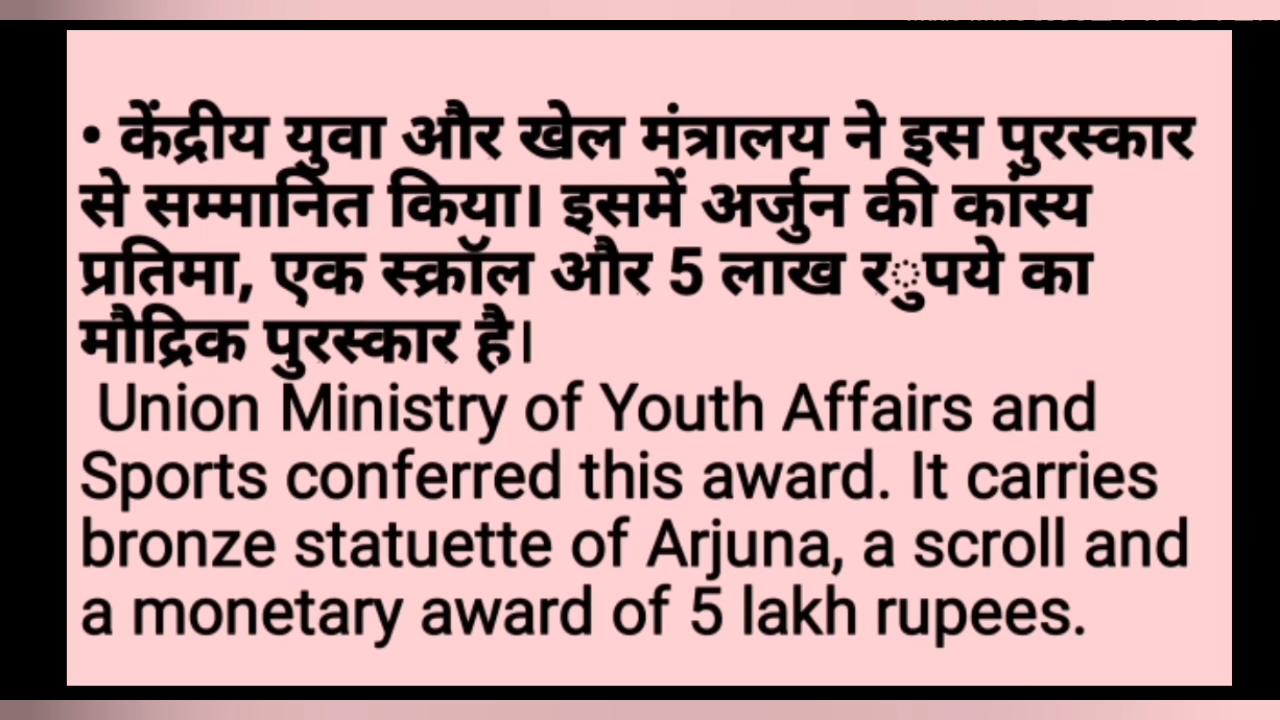 • केंद्रीय युवा और खेल मंत्रालय ने इस पुरस्कार
से सम्मानित किया। इसमें अर्जुन की कांस्य
प्रतिमा, एक स्क्रॉल और 5 लाख रुपये का
मौद्रिक पुरस्कार है।
Union Ministry of Youth Affairs and
Sports conferred this award. It carries
bronze statuette of Arjuna, a scroll and
a monetary award of 5 lakh rupees.